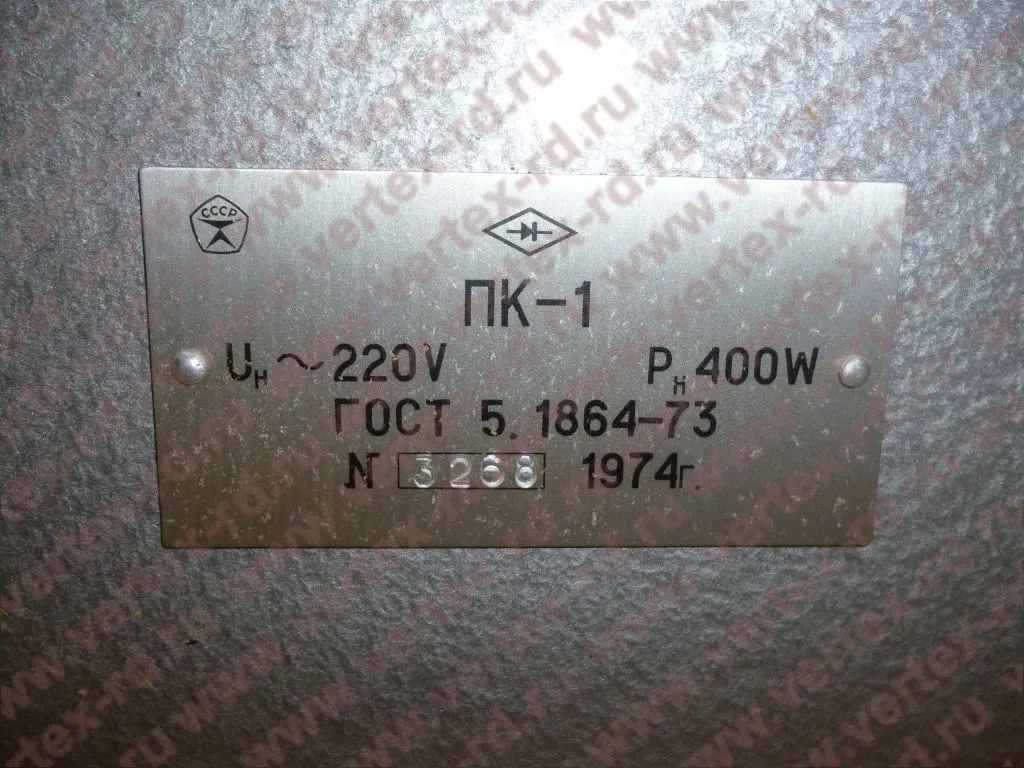 СССР
ПК-1
Uн ~ 220V Pн 400W
ГОСТ 5. 1864-73
N 3268 1974г.
www.vertex-rd.ru